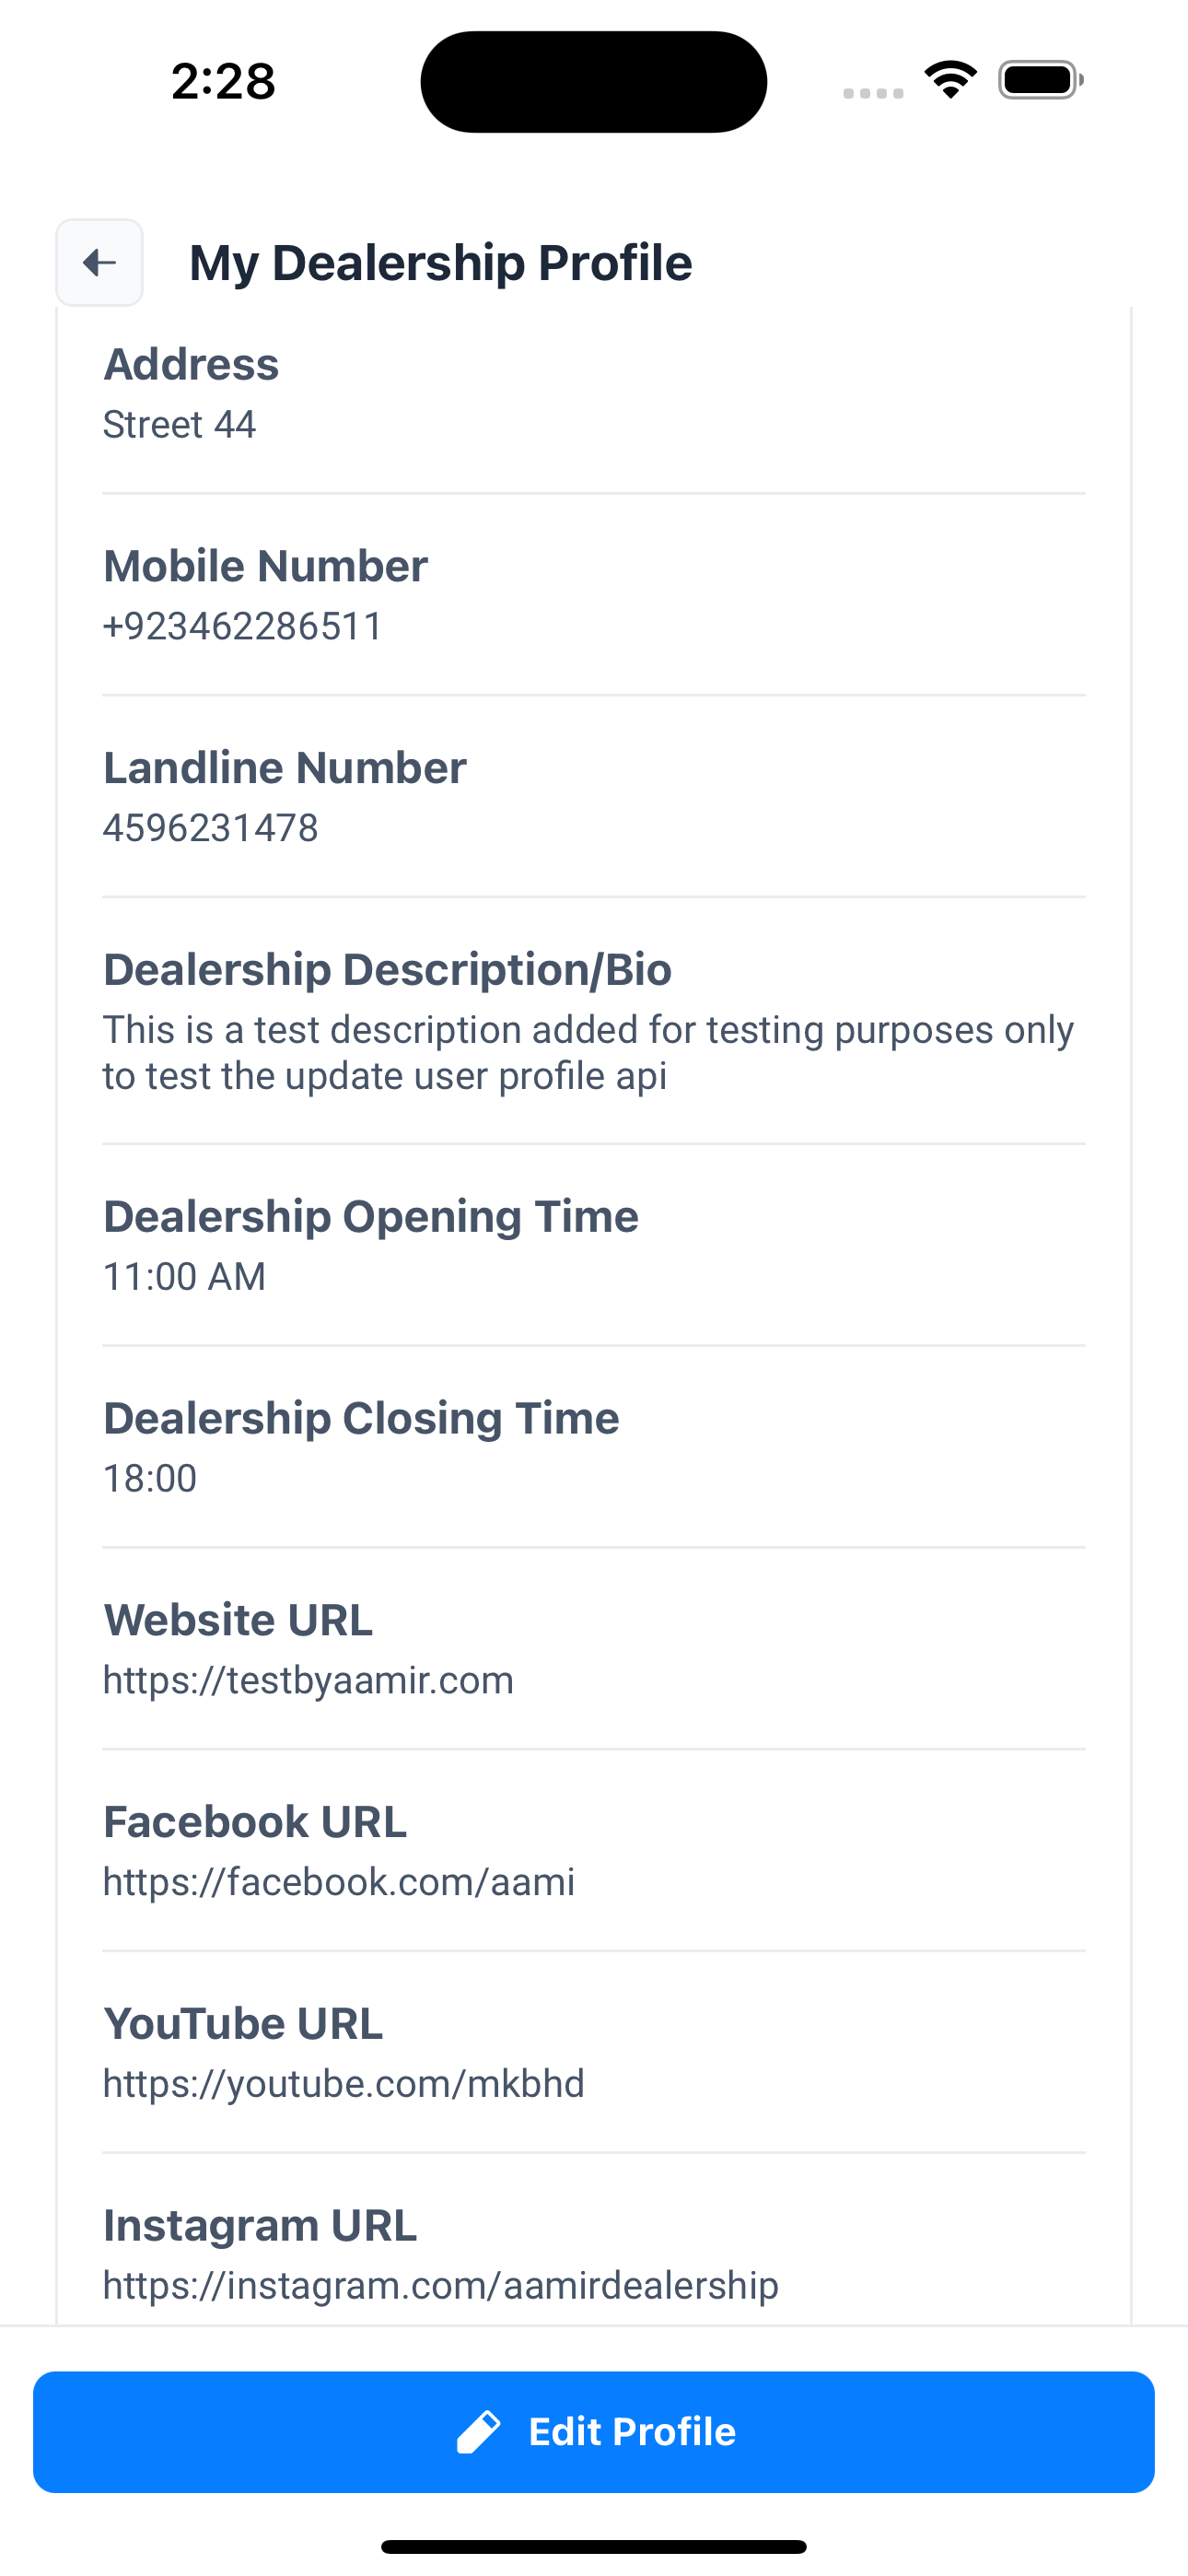 2:28
My Dealership Profile
Address
Street 44
Mobile Number
+923462286511
Landline Number
4596231478
Dealership Description/Bio
This is a test description added for testing purposes only
to test the update user profile api
Dealership Opening Time
11:00 AM
Dealership Closing Time
18:00
Website URL
https://testbyaamir.com
Facebook URL
https://facebook.com/aami
YouTube URL
https://youtube.com/mkbhd
Instagram URL
https://instagram.com/aamirdealership
Edit Profile